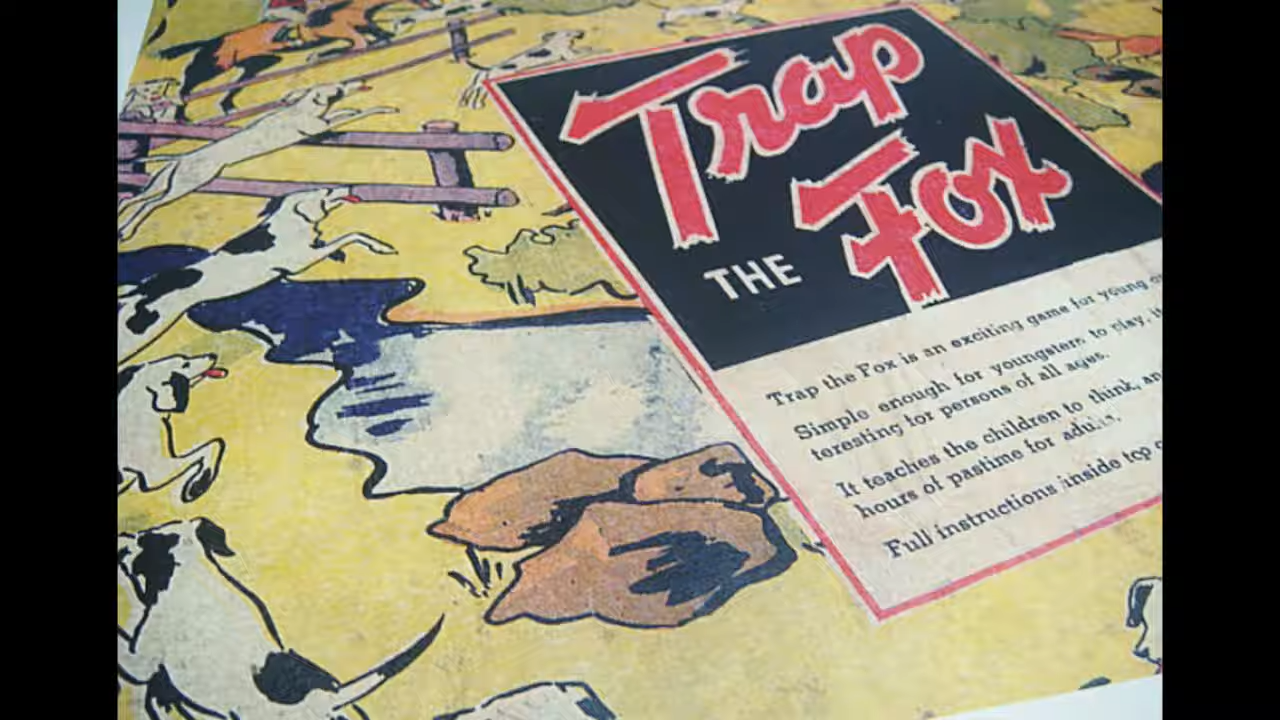 Trap
THE Fox
Trap the Fox is an exciting game for young
Simple enough for youngsters to play,
teresting for persons of all ages.
It teaches the children to think,
hours of pastime for adults.
Full instructions inside top